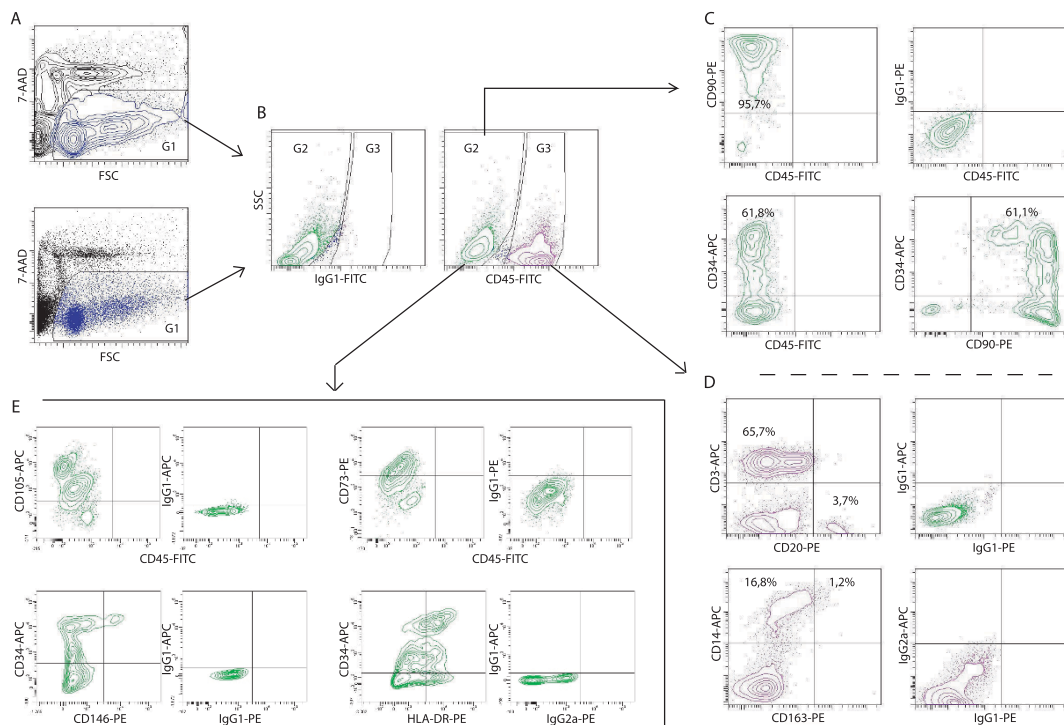 A
7-AAD
G1
FSC
7-AAD
G1
FSC
B
SSC
G2
G3
IgG1-FITC
G2
G3
CD45-FITC
C
CD90-PE
95,7%
CD45-FITC
IgG1-PE
CD45-FITC
61,8%
CD34-APC
CD45-FITC
61,1%
CD34-APC
CD90-PE
D
65,7%
CD3-APC
3,7%
CD20-PE
IgG1-APC
IgG1-PE
16,8%
1,2%
CD14-APC
CD163-PE
IgG2a-APC
IgG1-PE
E
CD105-APC
IgG1-APC
CD45-FITC
CD73-PE
IgG1-PE
CD45-FITC
CD34-APC
CD146-PE
IgG1-APC
IgG1-PE
CD34-APC
HLA-DR-PE
IgG1-APC
IgG2a-PE